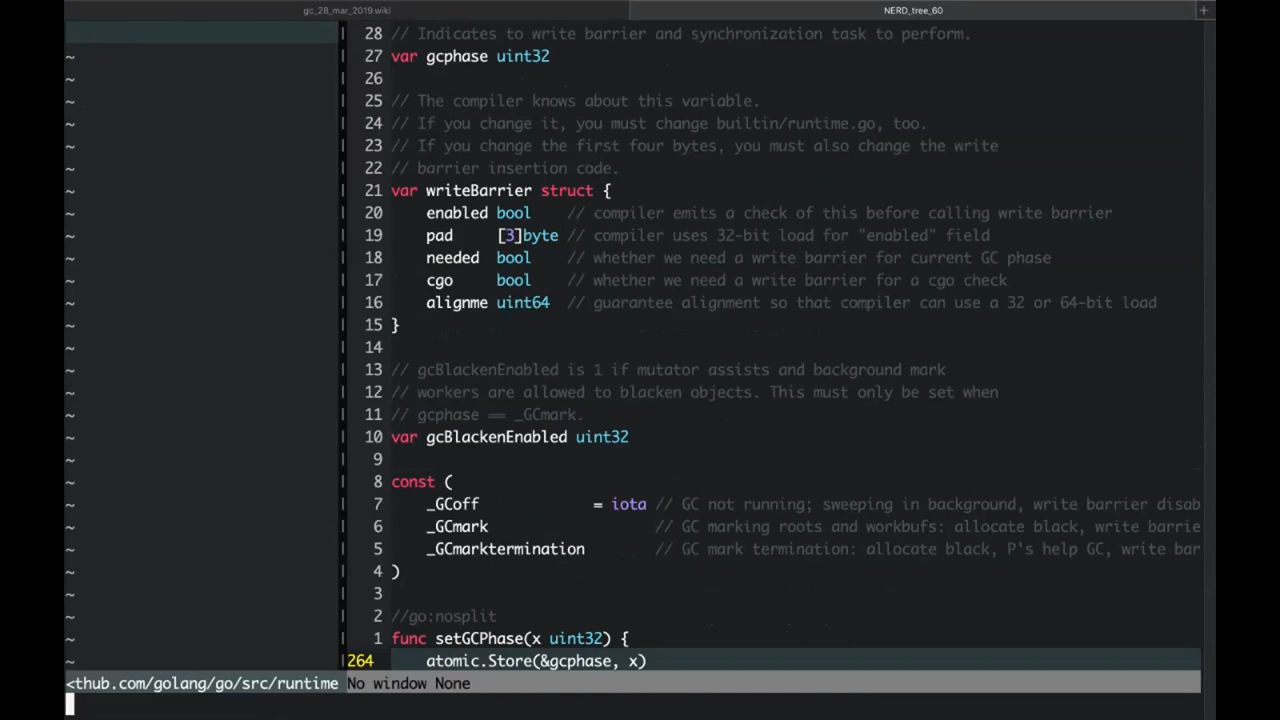 gc_28_mar_2019.wiki NERD_tree_60 +
28 // Indicates to write barrier and synchronization task to perform.
27 var gcphase uint32
26
25 // The compiler knows about this variable.
24 // If you change it, you must change builtin/runtime.go, too.
23 // If you change the first four bytes, you must also change the write
22 // barrier insertion code.
21 var writeBarrier struct {
20 enabled bool // compiler emits a check of this before calling write barrier
19 pad [3]byte // compiler uses 32-bit load for "enabled" field
18 needed bool // whether we need a write barrier for current GC phase
17 cgo bool // whether we need a write barrier for a cgo check
16 alignme uint64 // guarantee alignment so that compiler can use a 32 or 64-bit load
15 }
14
13 // gcBlackenEnabled is 1 if mutator assists and background mark
12 // workers are allowed to blacken objects. This must only be set when
11 // gcphase == _GCmark.
10 var gcBlackenEnabled uint32
9
8 const (
7 _GCoff = iota // GC not running; sweeping in background, write barrier disab
6 _GCmark // GC marking roots and workbufs: allocate black, write barrie
5 _GCmarktermination // GC mark termination: allocate black, P's help GC, write bar
4 )
3
2 //go:nosplit
1 func setGCPhase(x uint32) {
264 atomic.Store(&gcphase, x)
<thub.com/golang/go/src/runtime No window None